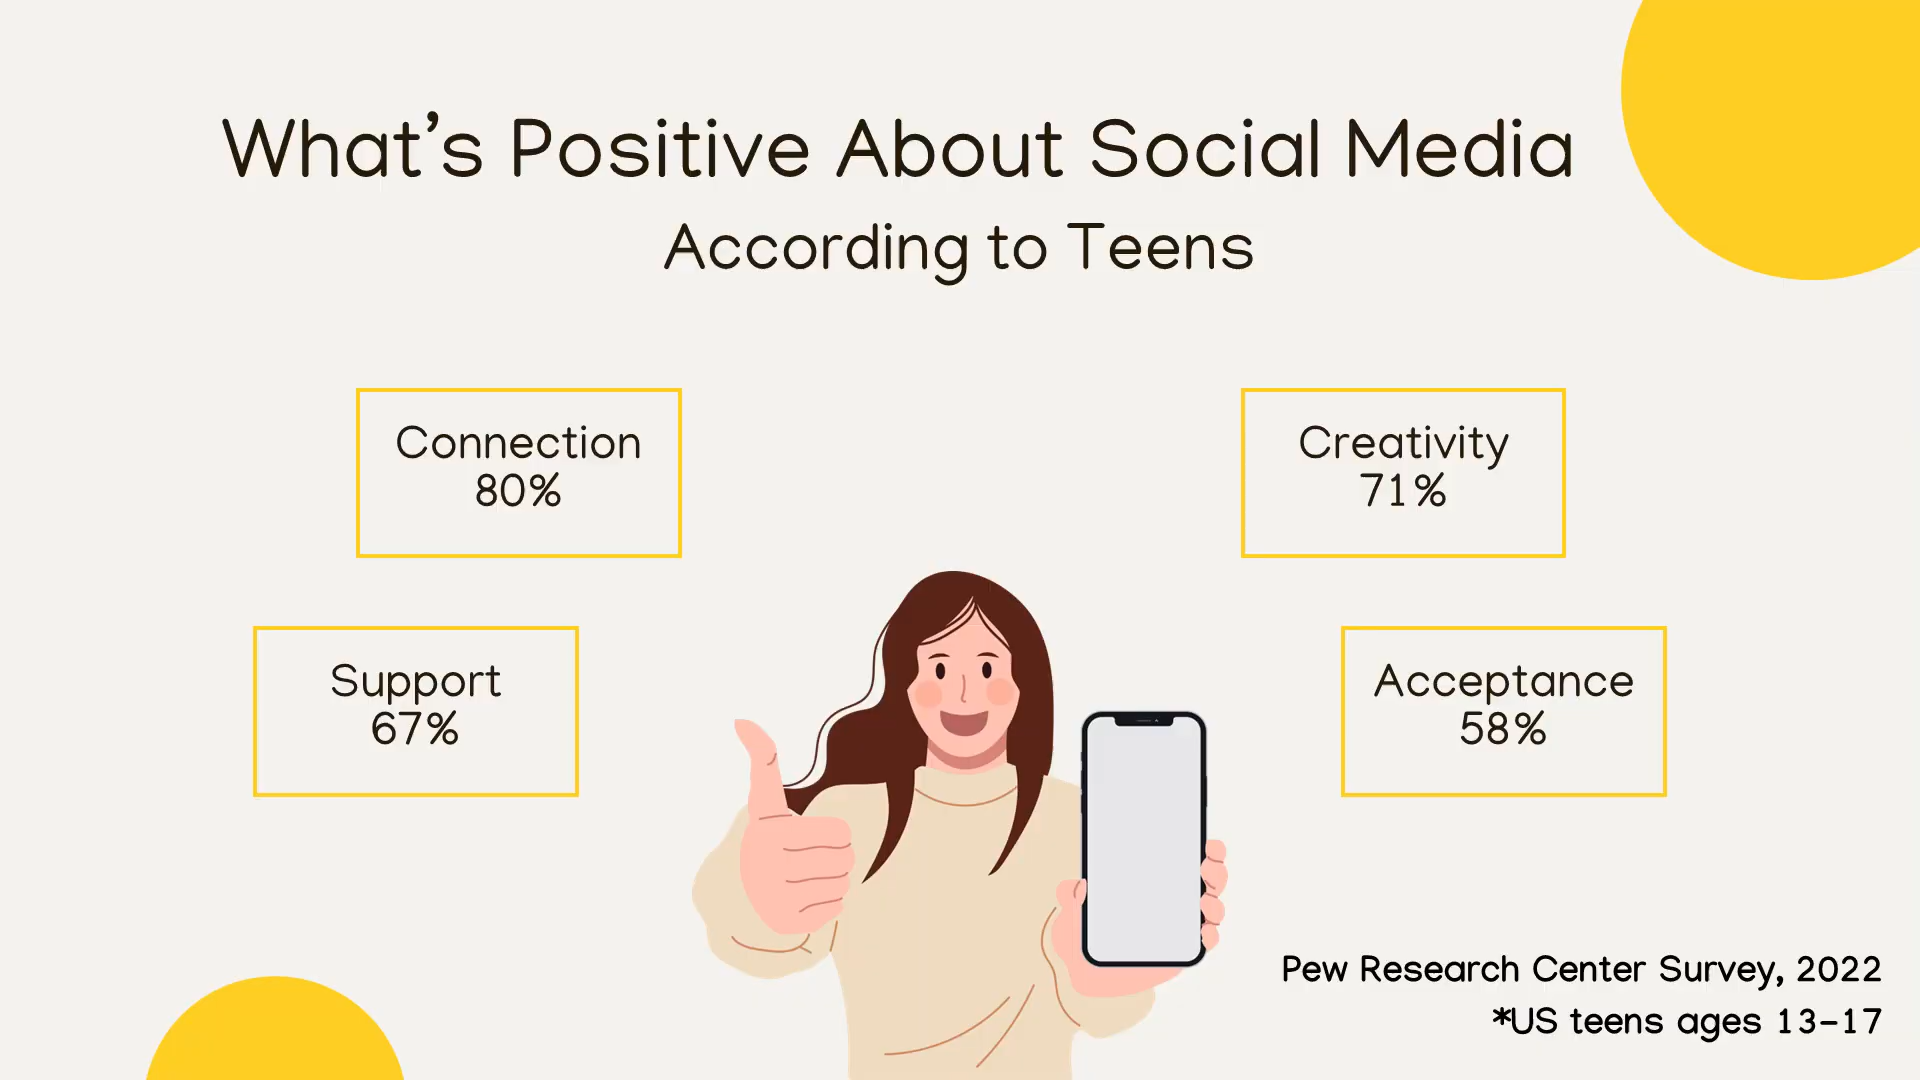 What's Positive About Social Media
According to Teens
Connection
80%
Creativity
71%
Support
67%
Acceptance
58%
Pew Research Center Survey, 2022
*US teens ages 13-17